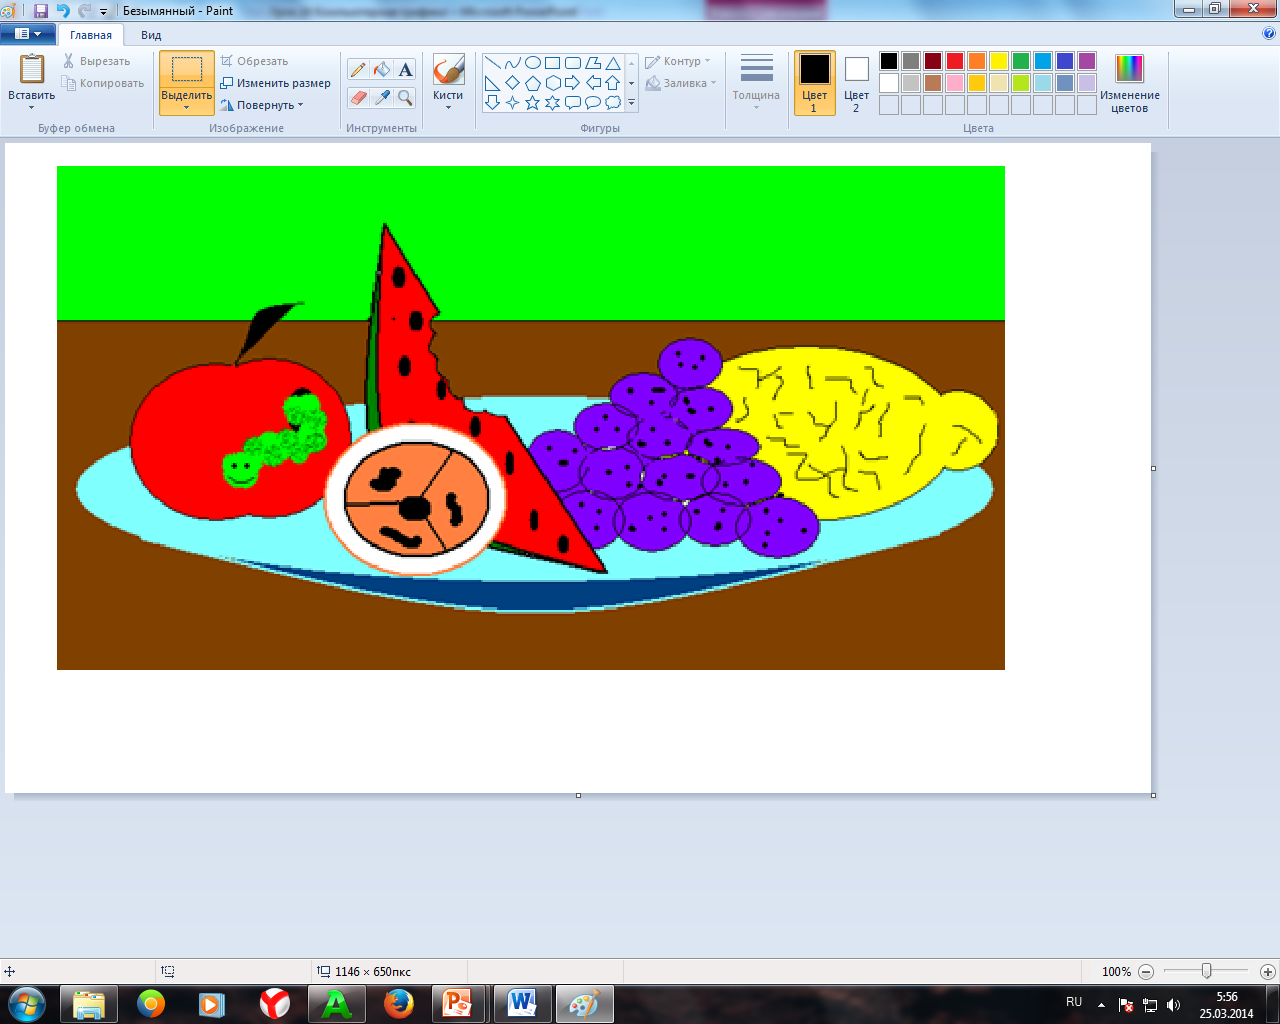 Безымянный - Paint
Главная Вид
Вставить
Вырезать
Копировать
Буфер обмена
Выделить
Обрезать
Изменить размер
Повернуть
Изображение
A
Инструменты
Кисти
Контур
Заливка
Фигуры
Толщина
Цвет
1
Цвет
2
Изменение
цветов
Цвета
1146 × 650пкс
100%
RU
5:56
25.03.2014